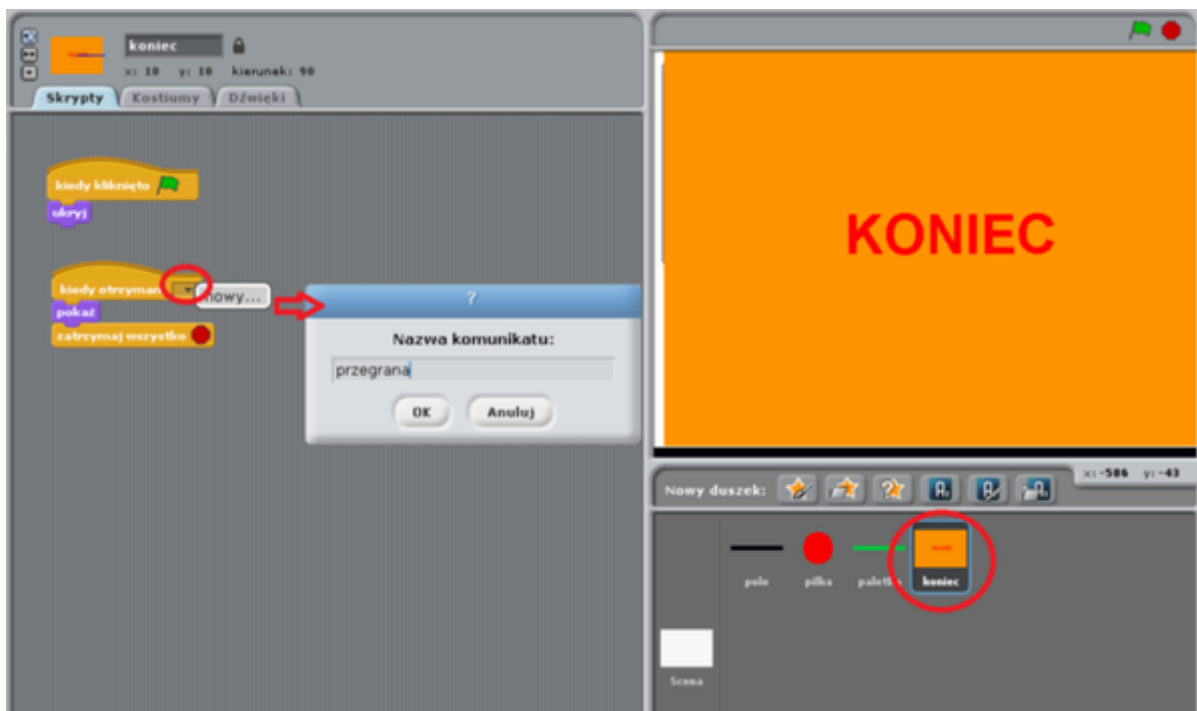 koniec
x: 10 y: 10 kierunek: 90
Skrypty Kostiumy Dźwięki
kiedy kliknięto
ukryj
kiedy otrzymam
nowy...
pokaż
zatrzymaj wszystko
?
Nazwa komunikatu:
przegrana
OK Anuluj
KONIEC
x: -586 y: -43
Nowy duszek:
pole piłka paletka koniec
Scena